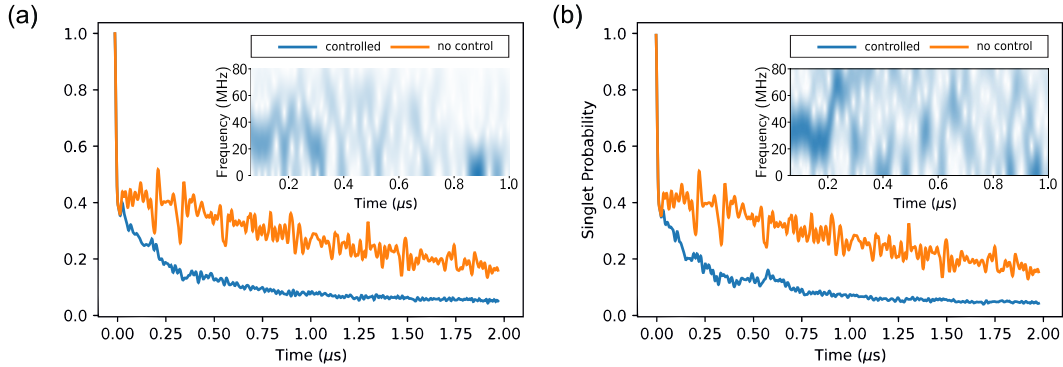 (a)
1.0
0.8
0.6
0.4
0.2
0.0
controlled no control
Frequency (MHz)
80
60
40
20
0
0.2 0.4 0.6 0.8 1.0
Time (μs)
0.00 0.25 0.50 0.75 1.00 1.25 1.50 1.75 2.00
Time (μs)
(b)
Singlet Probability
1.0
0.8
0.6
0.4
0.2
0.0
controlled no control
Frequency (MHz)
80
60
40
20
0
0.2 0.4 0.6 0.8 1.0
Time (μs)
0.00 0.25 0.50 0.75 1.00 1.25 1.50 1.75 2.00
Time (μs)